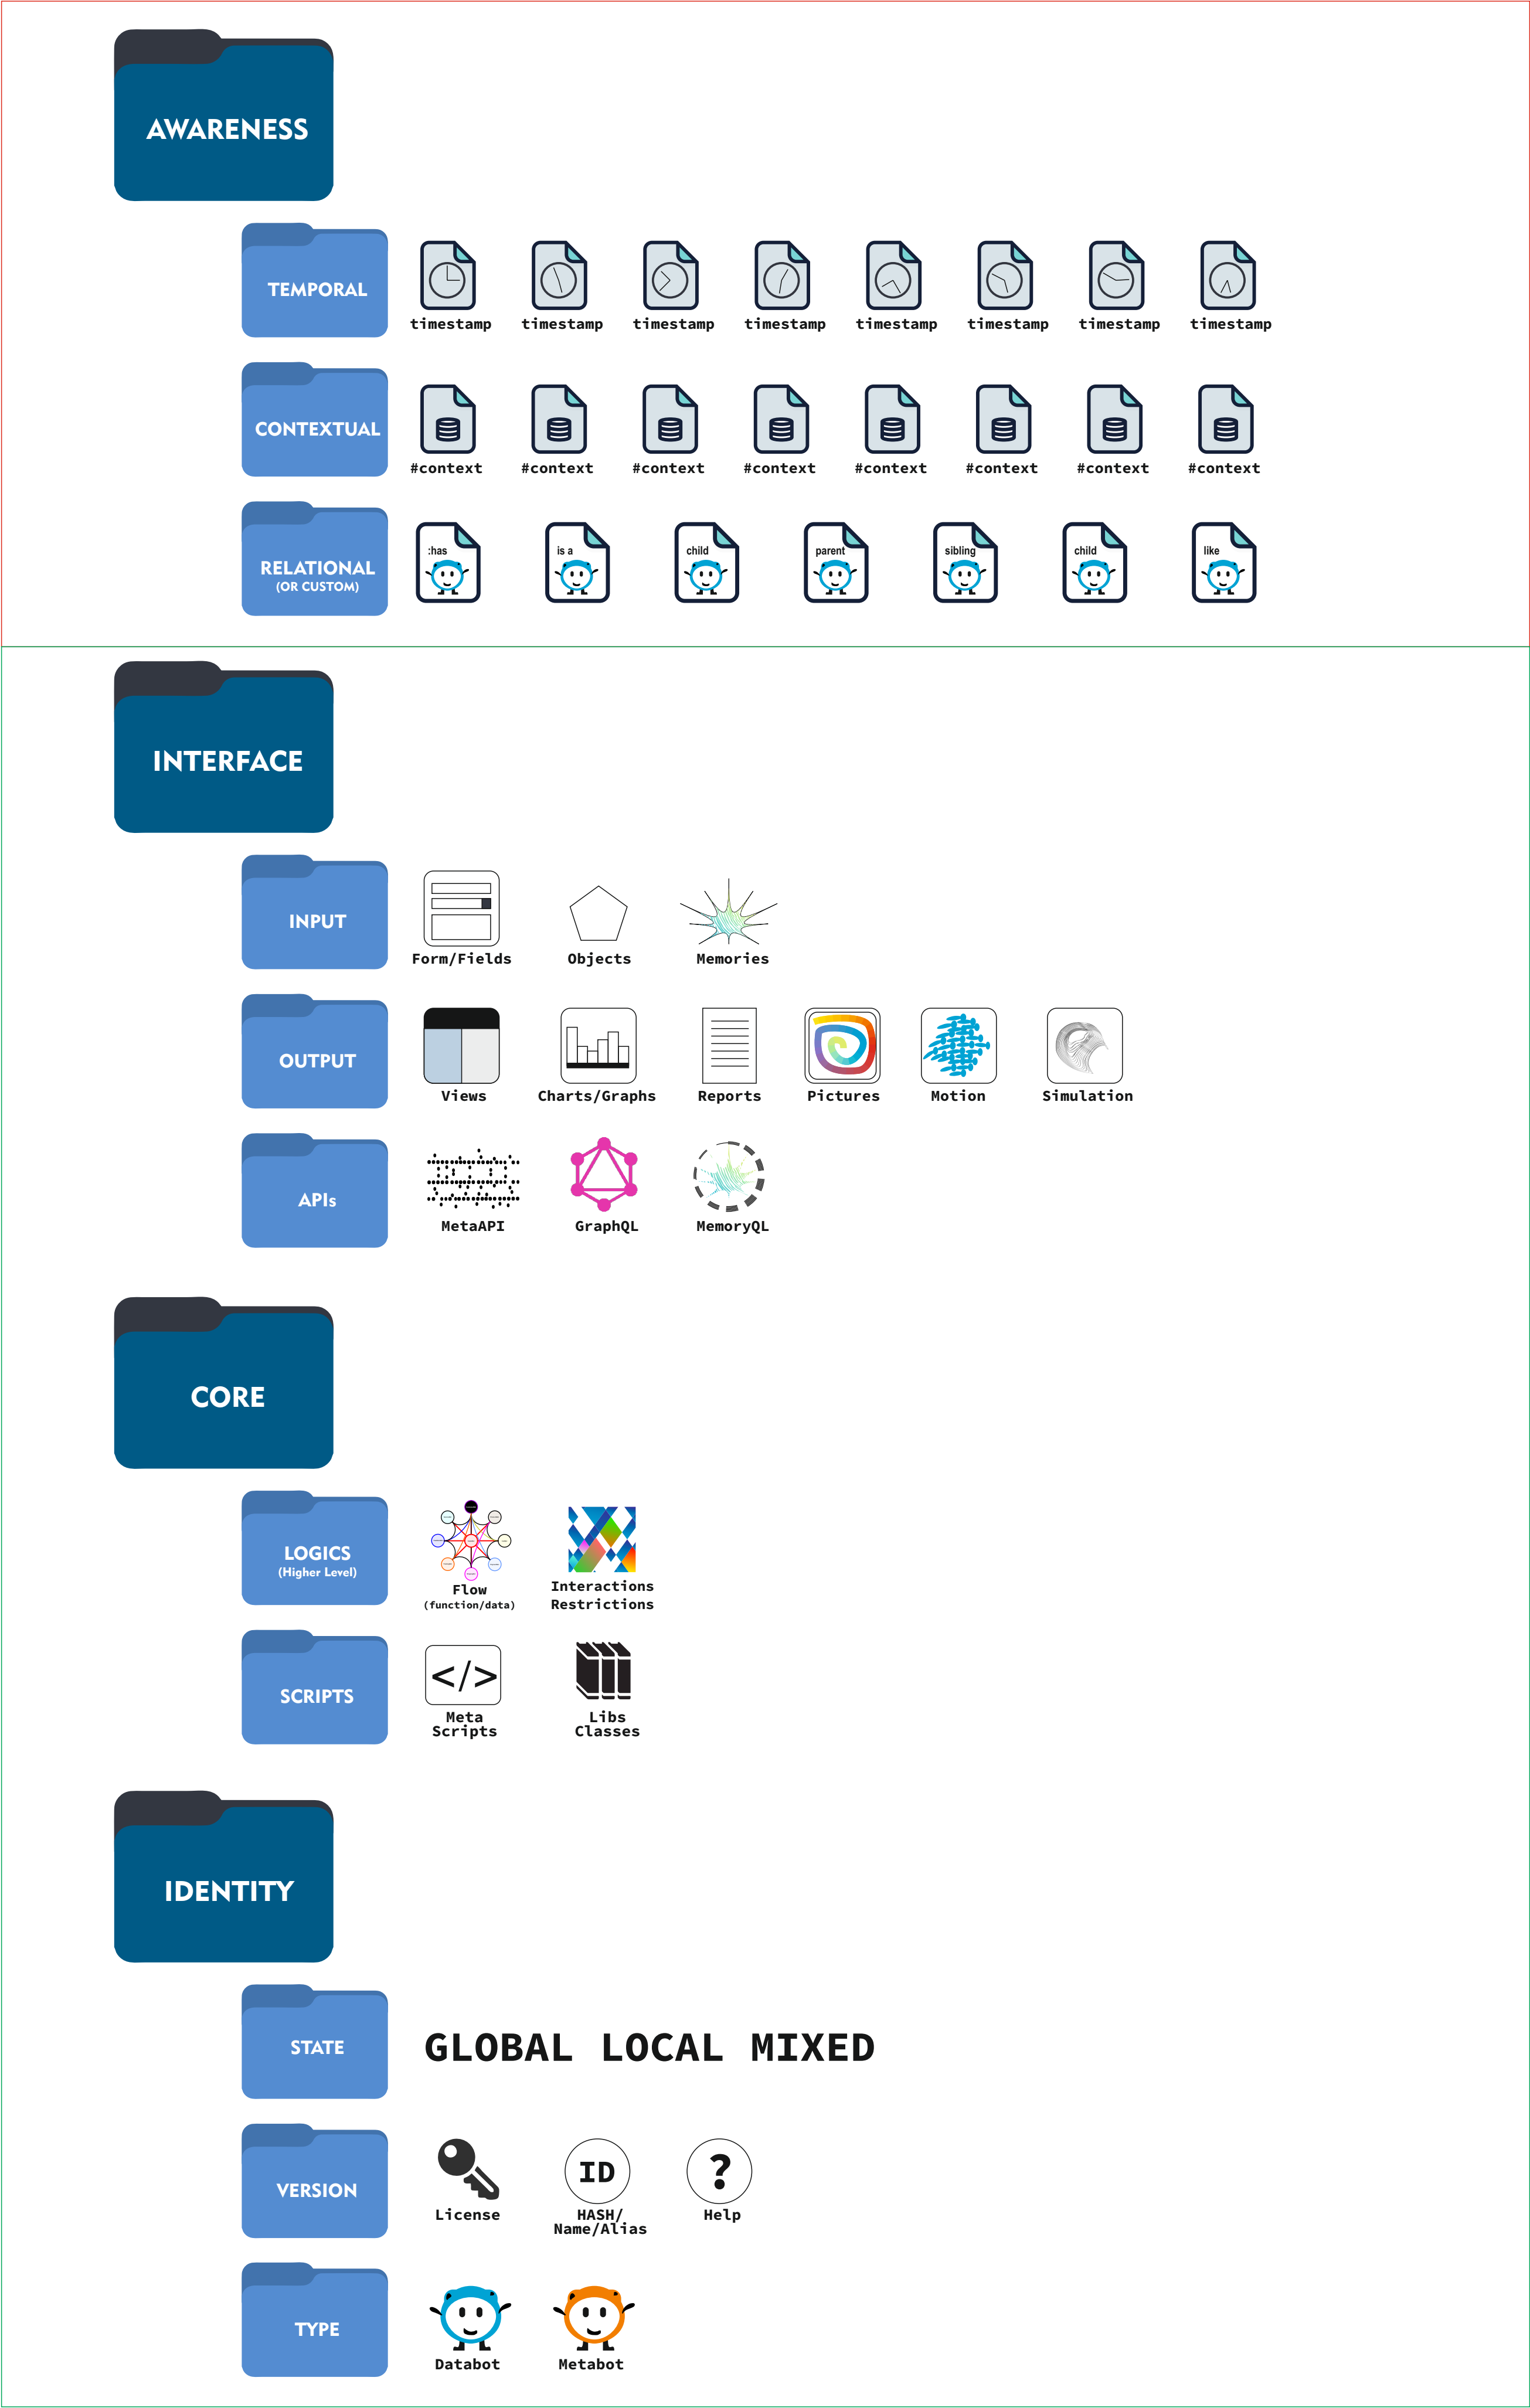 AWARENESS
TEMPORAL
timestamp timestamp timestamp timestamp timestamp timestamp timestamp timestamp
CONTEXTUAL
#context #context #context #context #context #context #context #context
RELATIONAL
(OR CUSTOM)
:has is a child parent sibling child like
INTERFACE
INPUT
Form/Fields Objects Memories
OUTPUT
Views Charts/Graphs Reports Pictures Motion Simulation
APIs
MetaAPI GraphQL MemoryQL
CORE
LOGICS
(Higher Level)
Flow
(function/data)
Interactions
Restrictions
SCRIPTS
</>
Meta
Scripts
Libs
Classes
IDENTITY
STATE
GLOBAL LOCAL MIXED
VERSION
License
ID
HASH/
Name/Alias
?
Help
TYPE
Databot Metabot